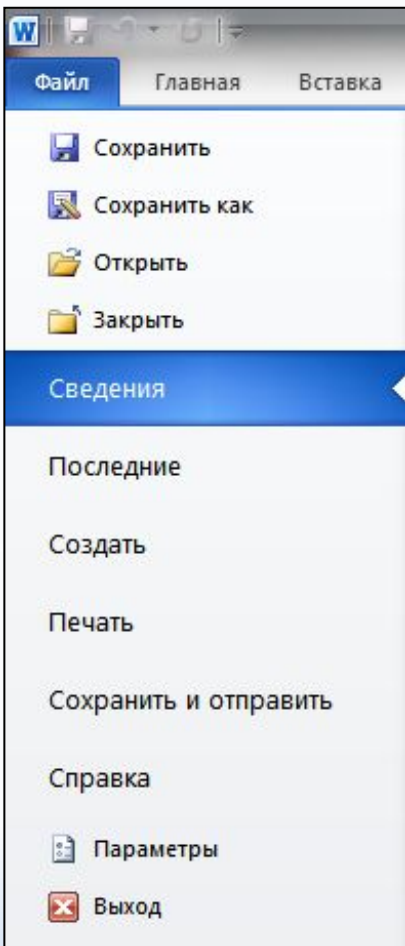 W
Файл Главная Вставка
Сохранить
Сохранить как
Открыть
Закрыть
Сведения
Последние
Создать
Печать
Сохранить и отправить
Справка
Параметры
Выход